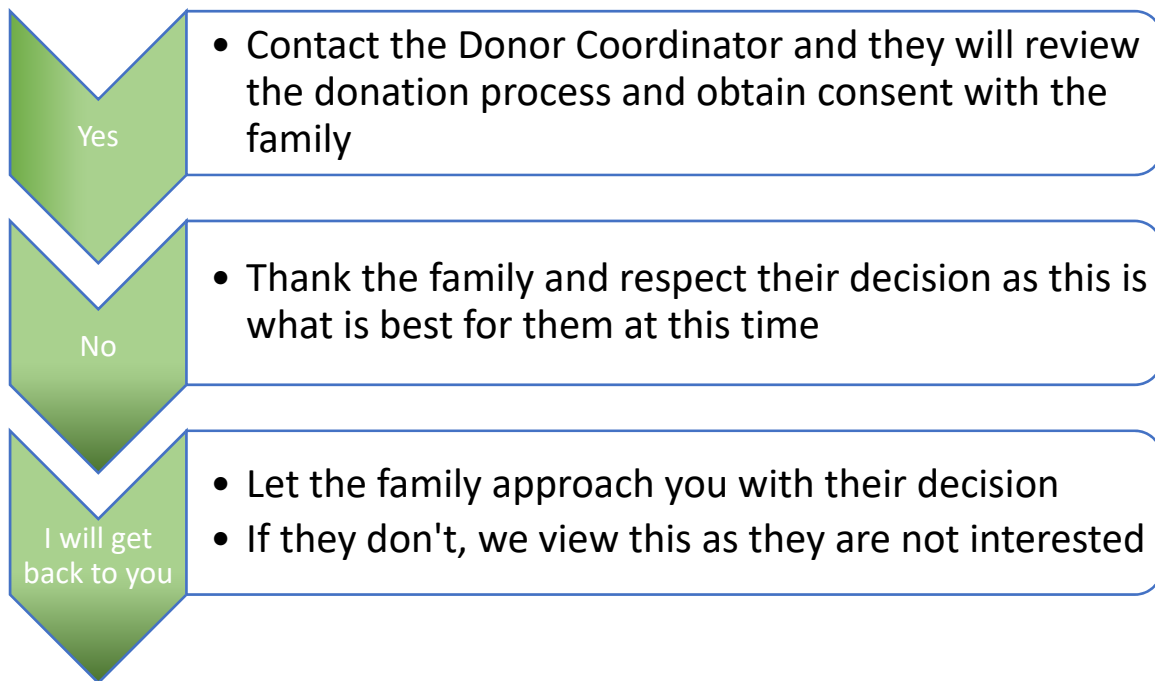 Yes
• Contact the Donor Coordinator and they will review
the donation process and obtain consent with the
family
No
• Thank the family and respect their decision as this is
what is best for them at this time
I will get
back to you
• Let the family approach you with their decision
• If they don't, we view this as they are not interested